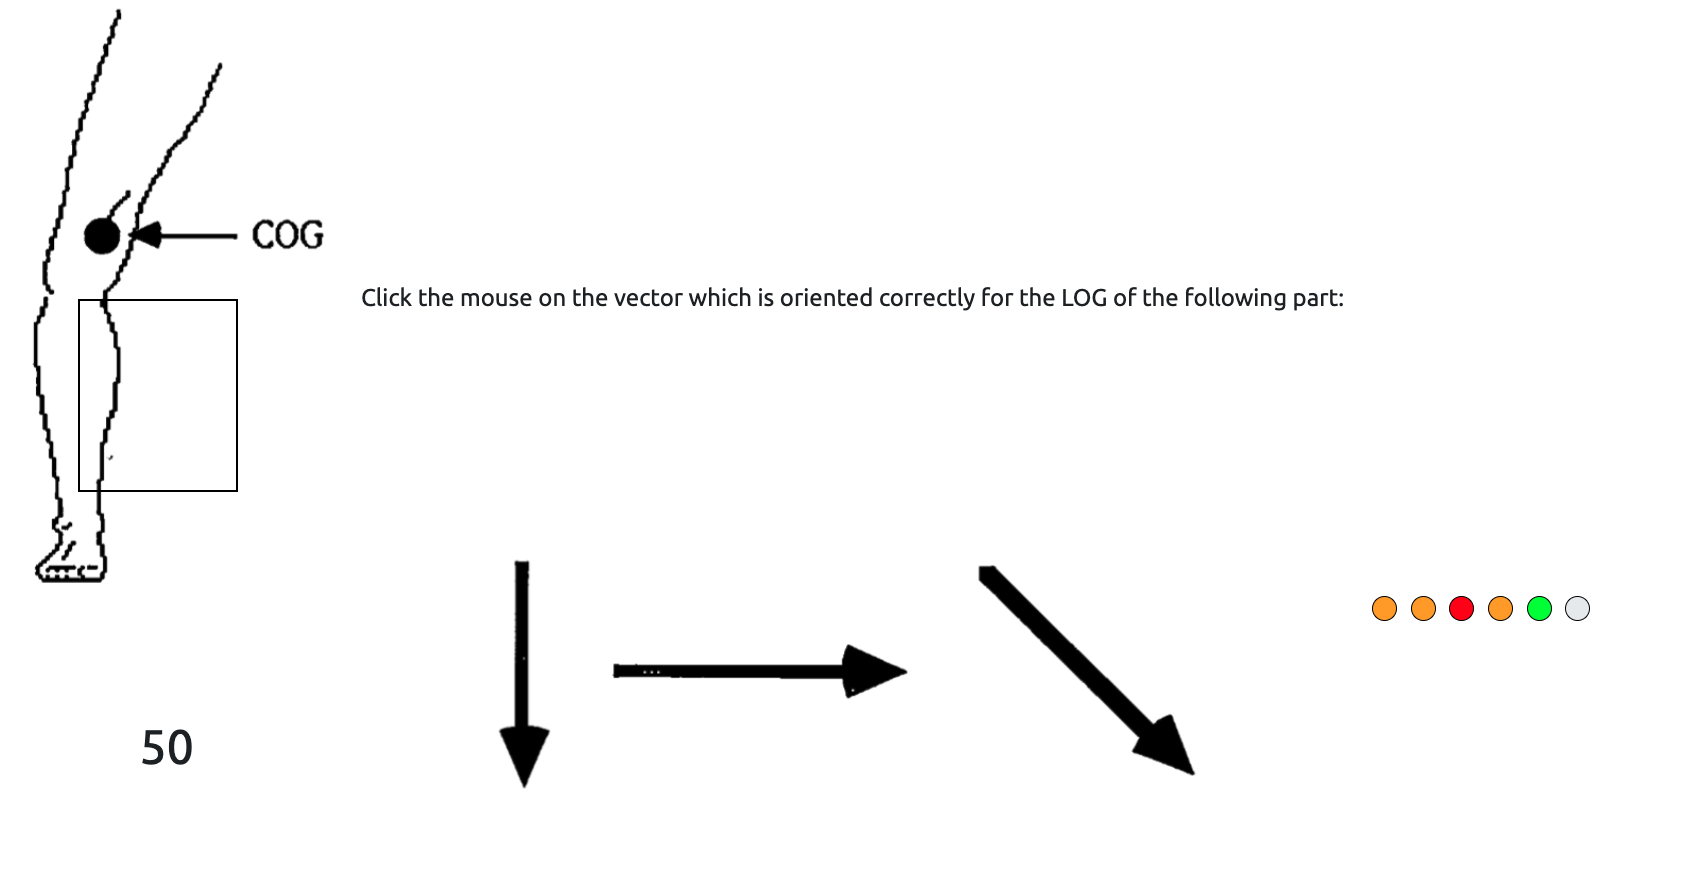 COG
Click the mouse on the vector which is oriented correctly for the LOG of the following part:
50